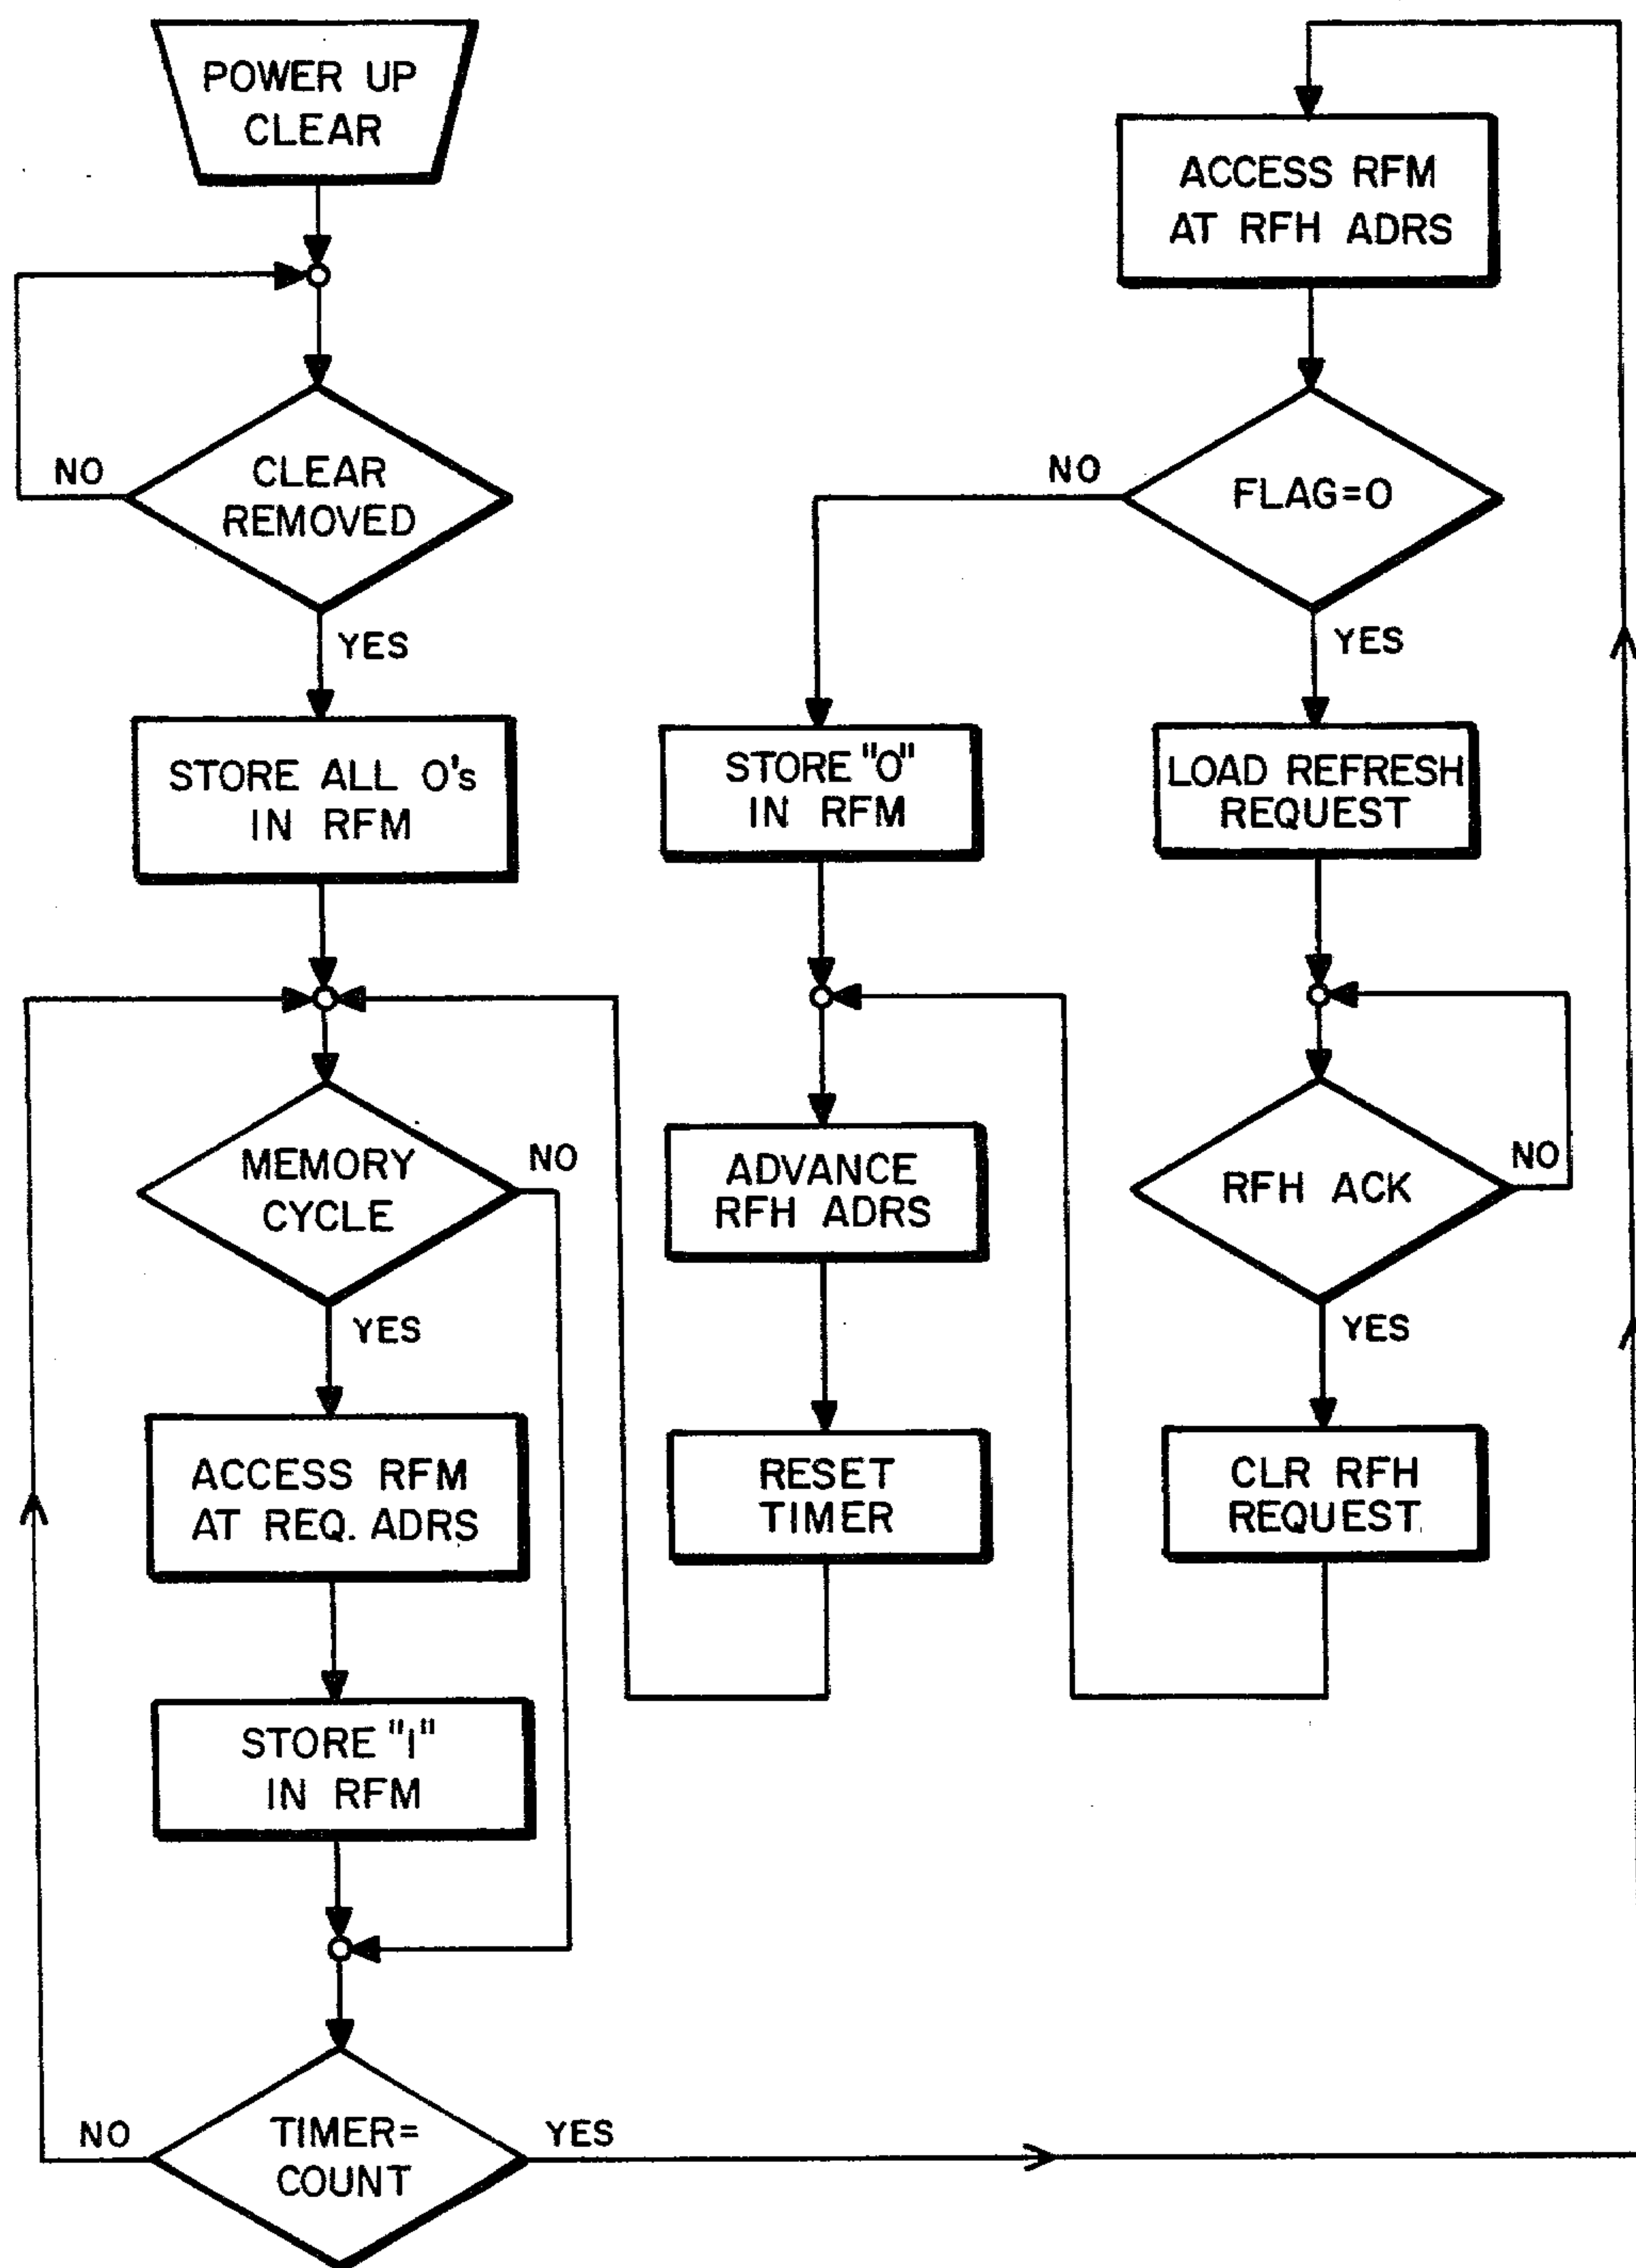 POWER UP
CLEAR
NO
CLEAR
REMOVED
YES
STORE ALL 0's
IN RFM
MEMORY
CYCLE
NO
YES
ACCESS RFM
AT REQ. ADRS
STORE "1"
IN RFM
NO
TIMER=
COUNT
YES
ACCESS RFM
AT RFH ADRS
NO
FLAG=0
YES
STORE "0"
IN RFM
ADVANCE
RFH ADRS
RESET
TIMER
LOAD REFRESH
REQUEST
RFH ACK
NO
YES
CLR RFH
REQUEST